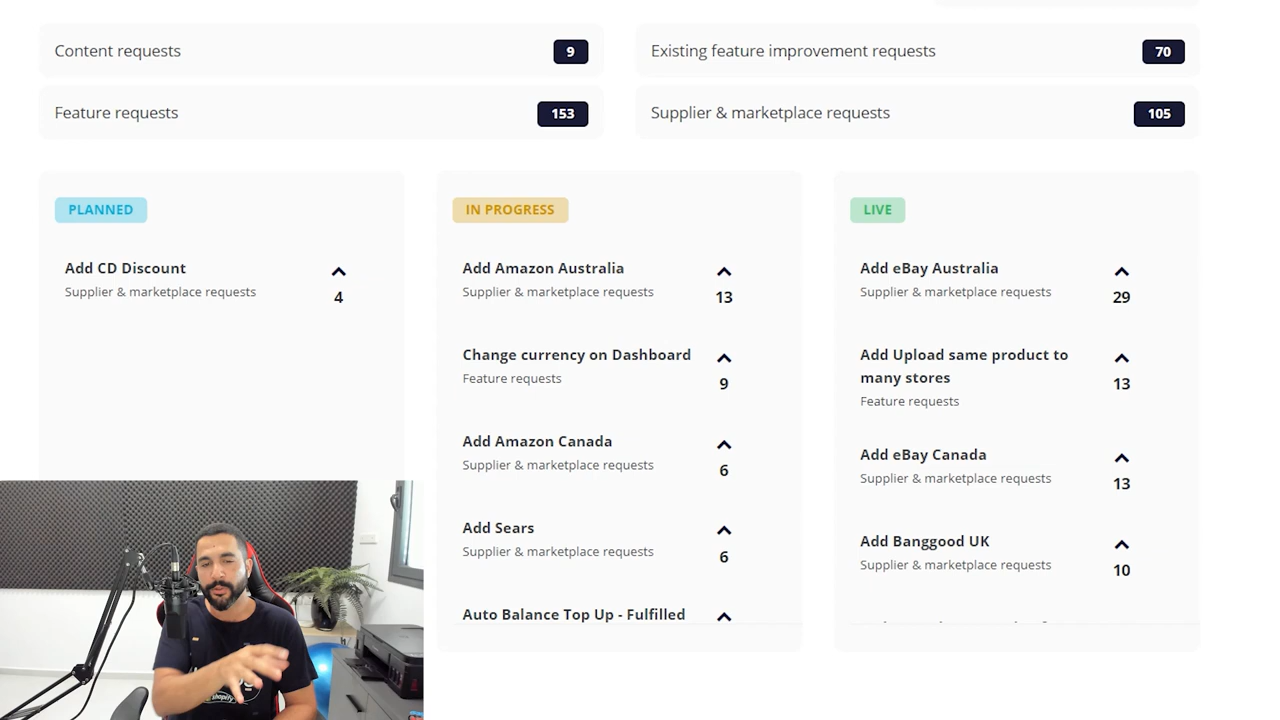 Content requests
9
Existing feature improvement requests
70
Feature requests
153
Supplier & marketplace requests
105
PLANNED
Add CD Discount
Supplier & marketplace requests
4
IN PROGRESS
Add Amazon Australia
Supplier & marketplace requests
13
Change currency on Dashboard
Feature requests
9
Add Amazon Canada
Supplier & marketplace requests
6
Add Sears
Supplier & marketplace requests
6
Auto Balance Top Up - Fulfilled
LIVE
Add eBay Australia
Supplier & marketplace requests
29
Add Upload same product to
many stores
Feature requests
13
Add eBay Canada
Supplier & marketplace requests
13
Add Banggood UK
Supplier & marketplace requests
10
shopify